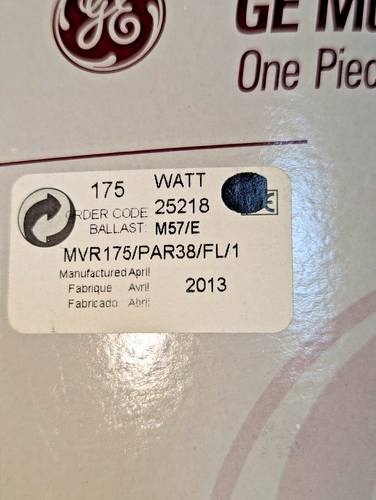 GE
GE M
One Piec
175 WATT
ORDER CODE 25218
BALLAST: M57/E
MVR175/PAR38/FL/1
Manufactured April
Fabrique Avril 2013
Fabricado Abril